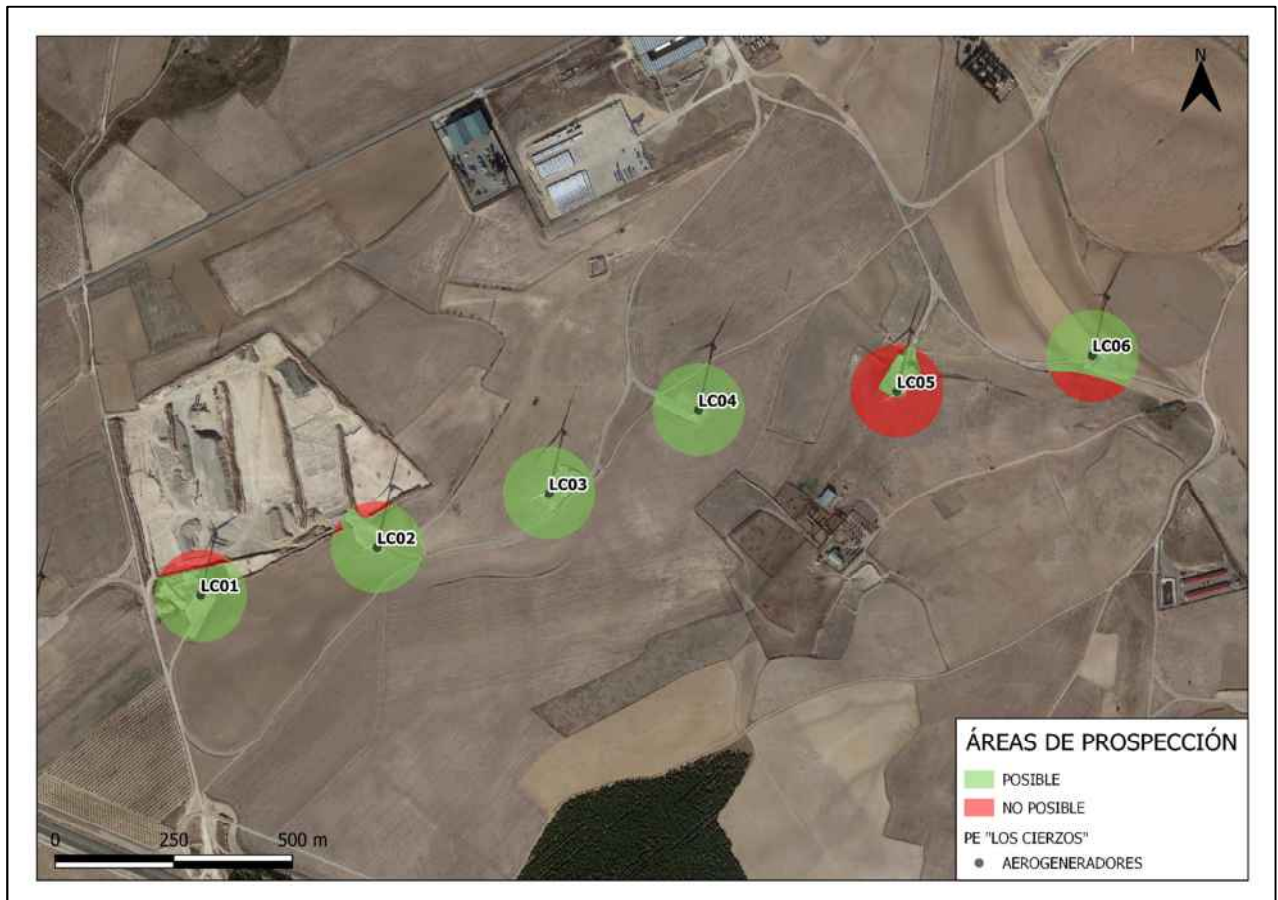 N
LC06
LC05
LC04
LC03
LC02
LC01
ÁREAS DE PROSPECCIÓN
POSIBLE
NO POSIBLE
PE "LOS CIERZOS"
AEROGENERADORES
0 250 500 m